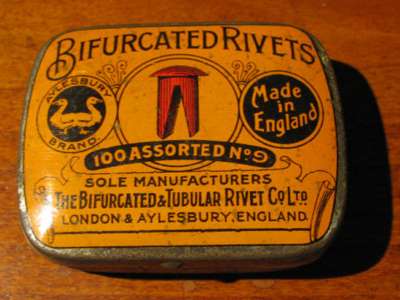 BIFURCATED RIVETS
AYLESBURY
BRAND.
Made
in
England
100 ASSORTED No 9
SOLE MANUFACTURERS
THE BIFURCATED & TUBULAR RIVET CO LTD
LONDON & AYLESBURY, ENGLAND.